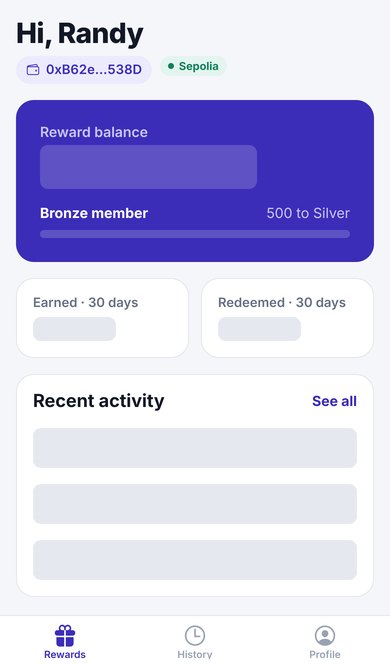 Hi, Randy
0xB62e...538D
Sepolia
Reward balance
Bronze member
500 to Silver
Earned · 30 days
Redeemed · 30 days
Recent activity
See all
Rewards
History
Profile